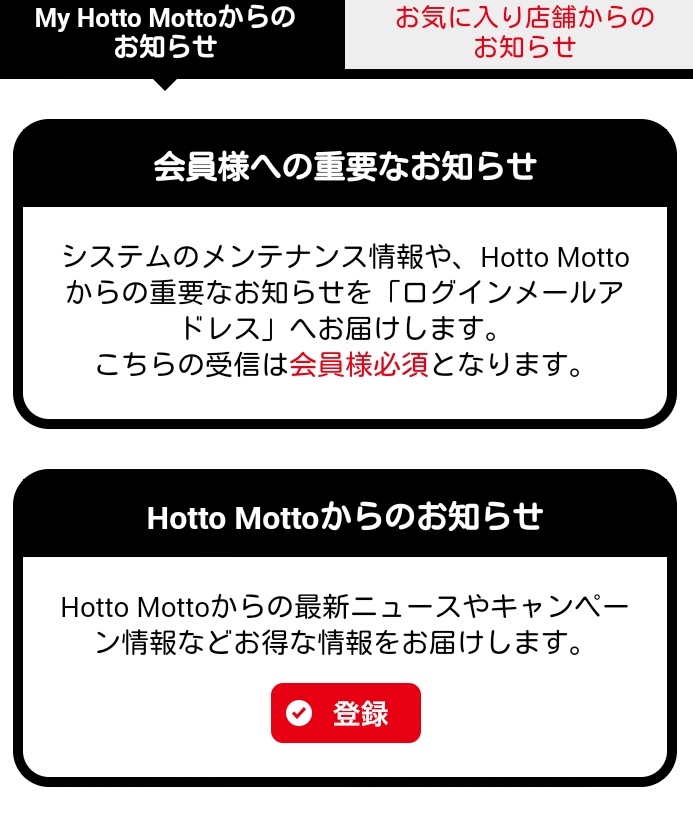 My Hotto Mottoからの
お知らせ
お気に入り店舗からの
お知らせ
会員様への重要なお知らせ
システムのメンテナンス情報や、Hotto Motto
からの重要なお知らせを「ログインメールア
ドレス」へお届けします。
こちらの受信は会員様必須となります。
Hotto Mottoからのお知らせ
Hotto Mottoからの最新ニュースやキャンペー
ン情報などお得な情報をお届けします。
登録